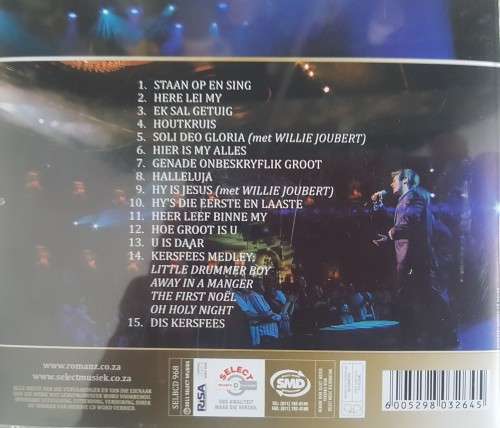 1. STAAN OP EN SING
2. HERE LEI MY
3. EK SAL GETUIG
4. HOUTKRUIS
5. SOLI DEO GLORIA (met WILLIE JOUBERT)
6. HIER IS MY ALLES
7. GENADE ONBESKRYFLIK GROOT
8. HALLELUJA
9. HY IS JESUS (met WILLIE JOUBERT)
10. HY'S DIE EERSTE EN LAASTE
11. HEER LEEF BINNE MY
12. HOE GROOT IS U
13. U IS DAAR
14. KERSFEES MEDLEY:
LITTLE DRUMMER BOY
AWAY IN A MANGER
THE FIRST NOËL
OH HOLY NIGHT
15. DIS KERSFEES
www.romanz.co.za
www.selectmusiek.co.za
SELBCD 968
RiSA
SELECT
SMD
6005298032645